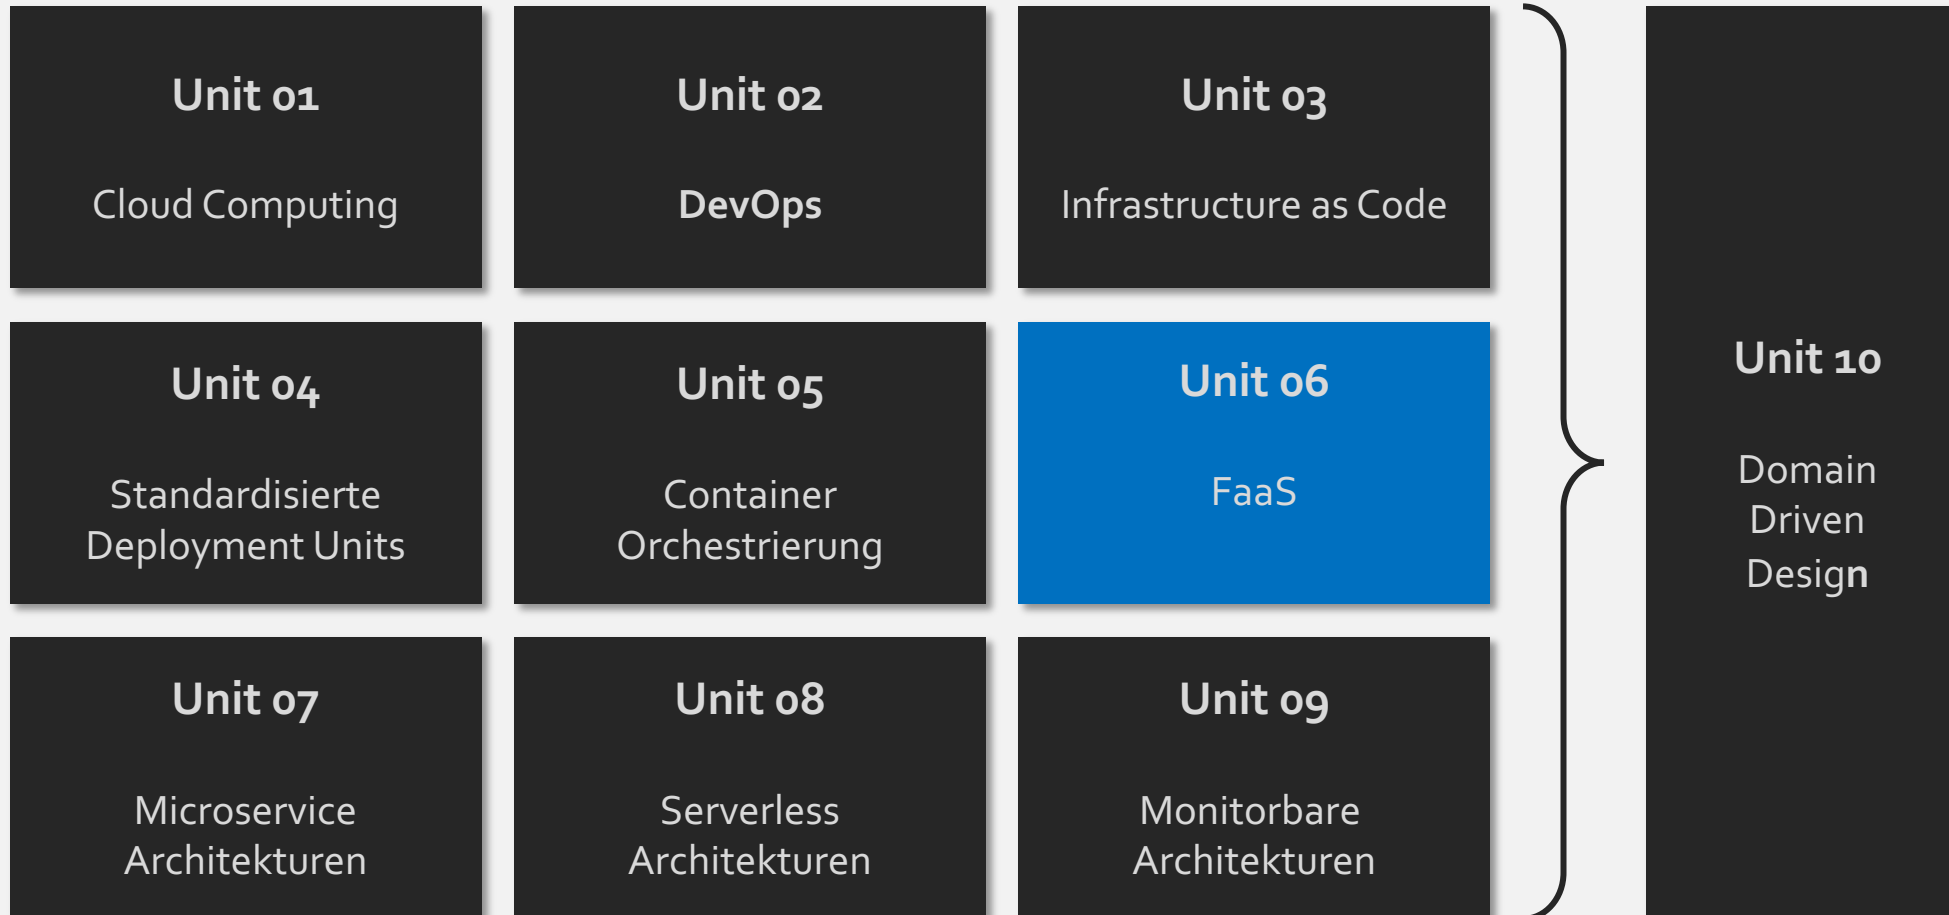 Unit 01
Cloud Computing
Unit 02
DevOps
Unit 03
Infrastructure as Code
Unit 04
Standardisierte
Deployment Units
Unit 05
Container
Orchestrierung
Unit 06
FaaS
Unit 07
Microservice
Architekturen
Unit 08
Serverless
Architekturen
Unit 09
Monitorbare
Architekturen
Unit 10
Domain
Driven
Design